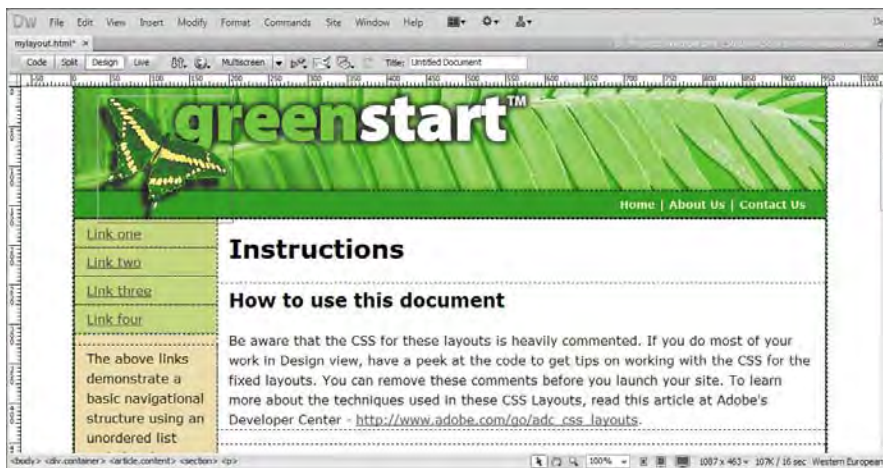 DW File Edit View Insert Modify Format Commands Site Window Help
mylayout.html* ×
Code Split Design Live Multiscreen Title: Untitled Document
greenstart™
Home | About Us | Contact Us
Link one
Link two
Link three
Link four
The above links
demonstrate a
basic navigational
structure using an
unordered list
Instructions
How to use this document
Be aware that the CSS for these layouts is heavily commented. If you do most of your
work in Design view, have a peek at the code to get tips on working with the CSS for the
fixed layouts. You can remove these comments before you launch your site. To learn
more about the techniques used in these CSS Layouts, read this article at Adobe's
Developer Center - http://www.adobe.com/go/adc_css_layouts.
<body> <div.container> <article.content> <section> <p> 100% 1087 x 463 107K / 16 sec Western European